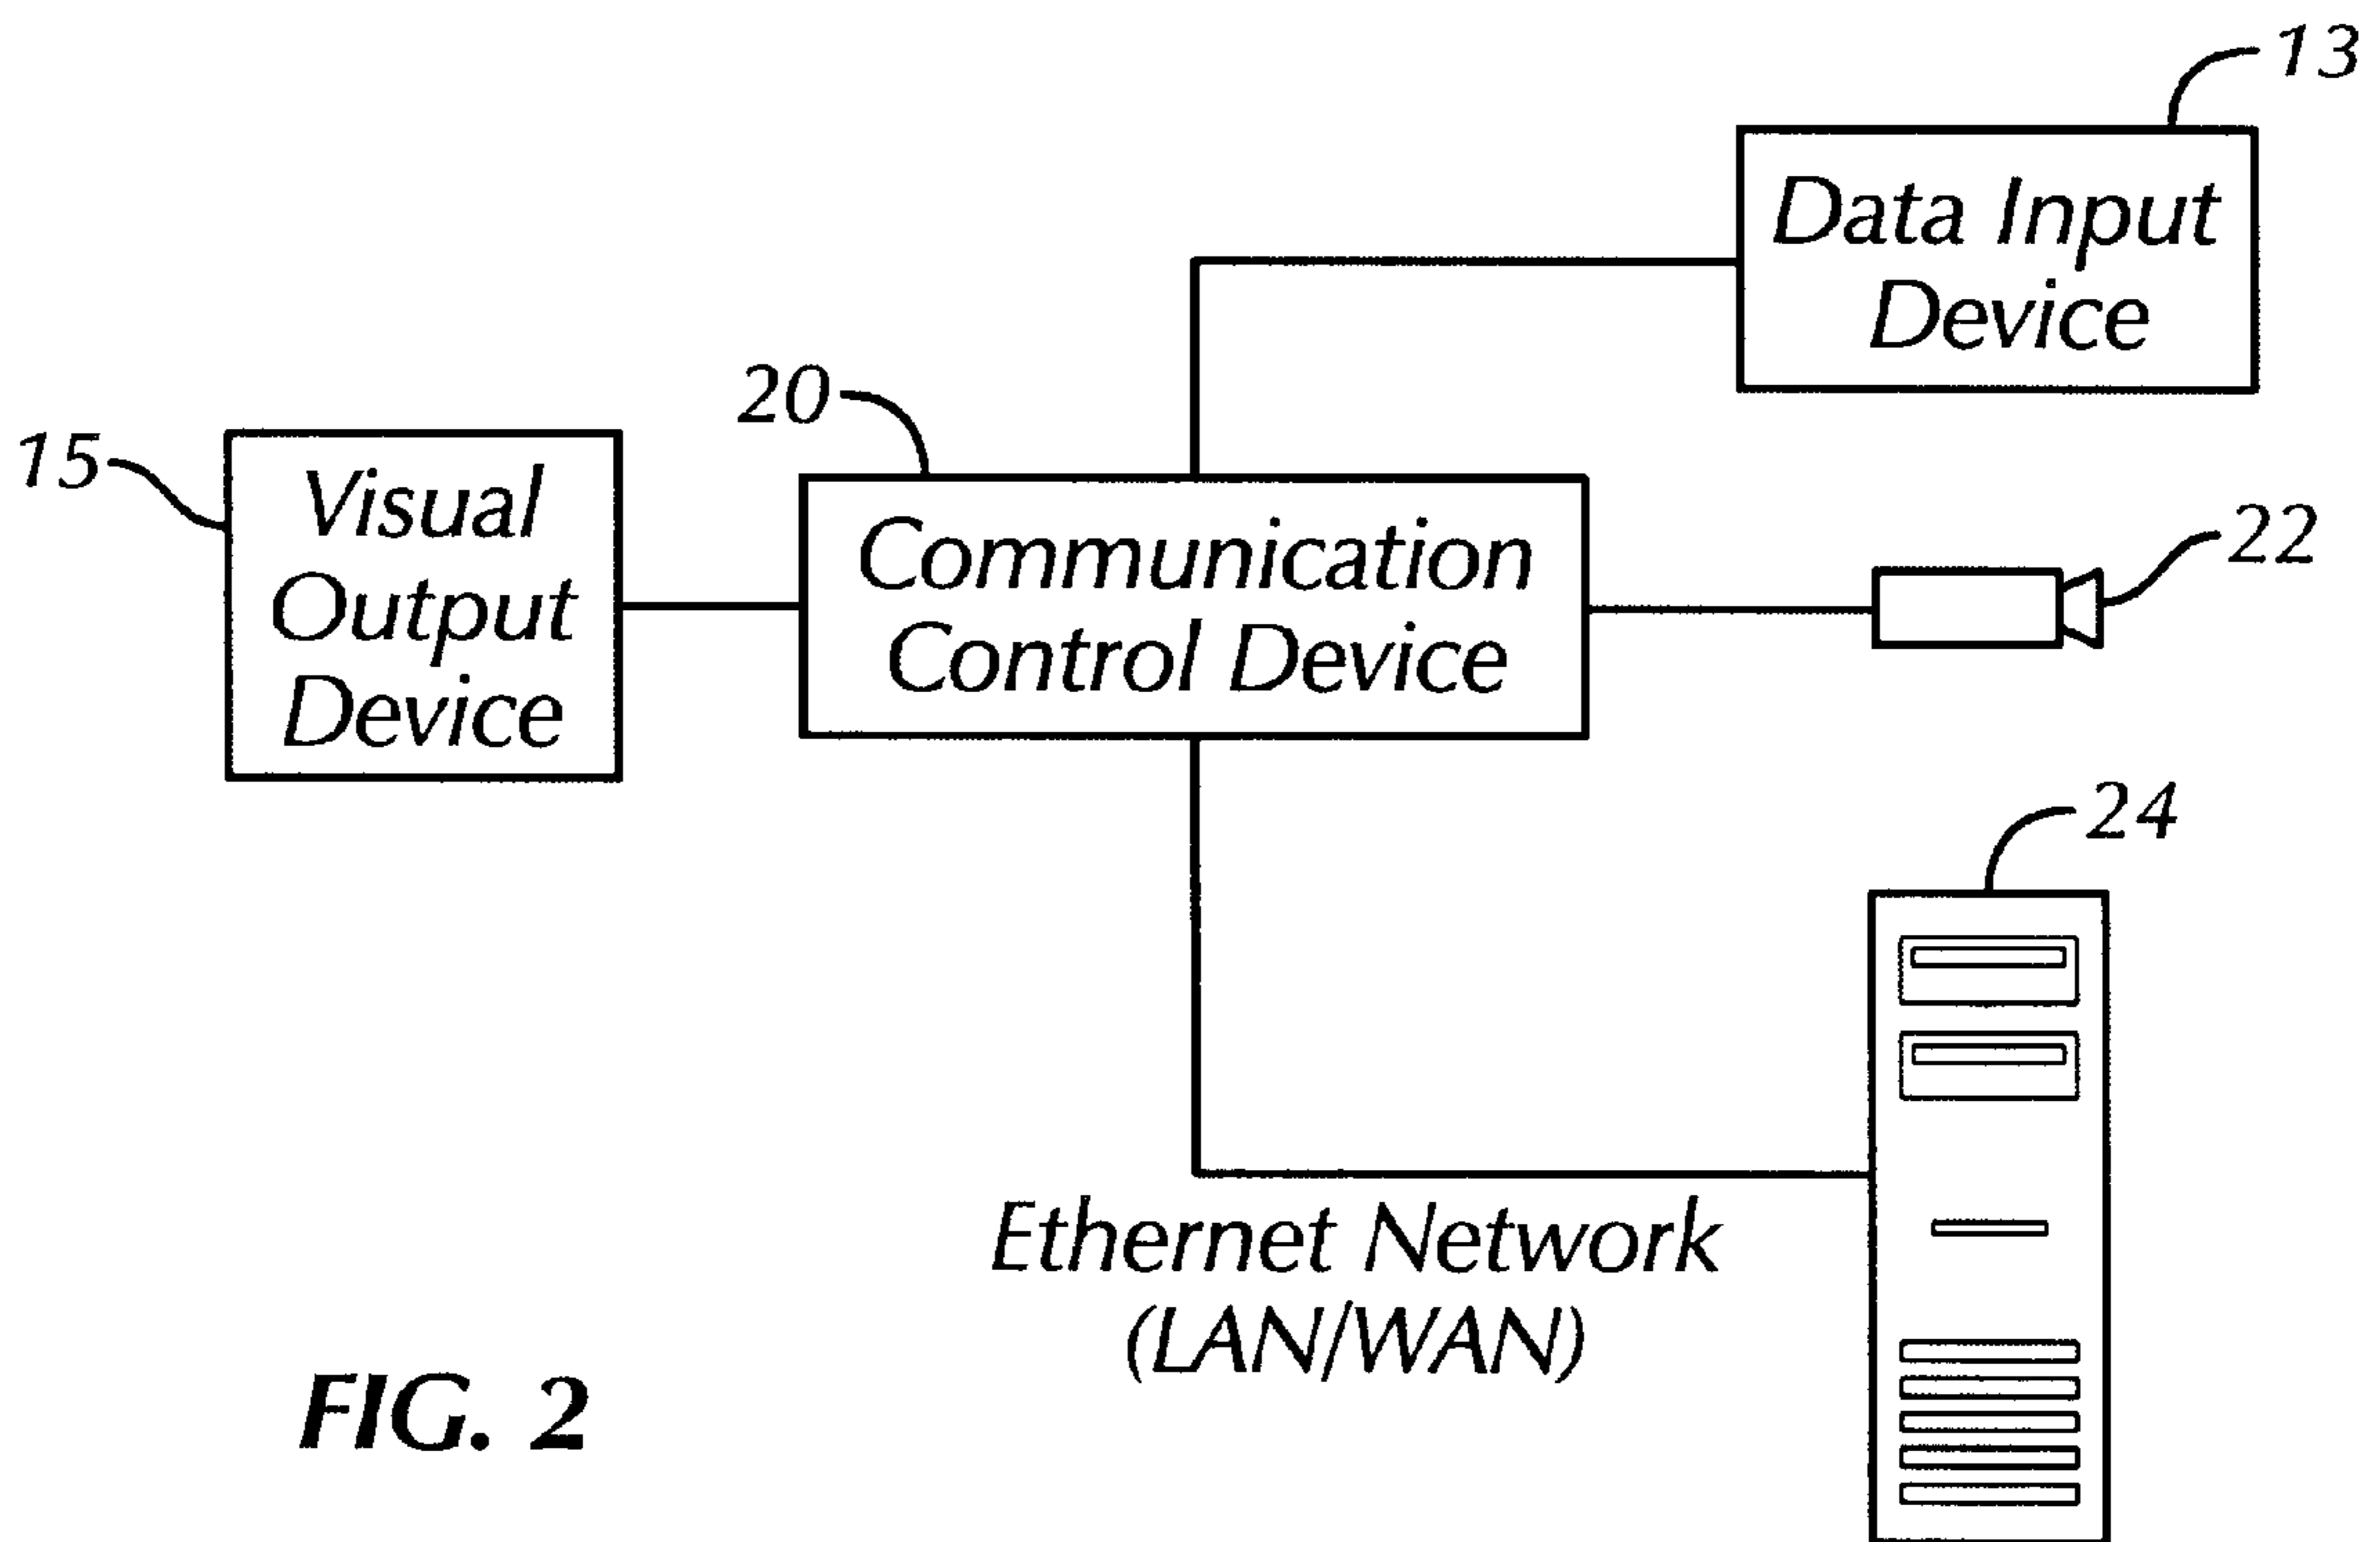 13
Data Input
Device
20
15
Visual
Output
Device
Communication
Control Device
22
24
Ethernet Network
(LAN/WAN)
FIG. 2